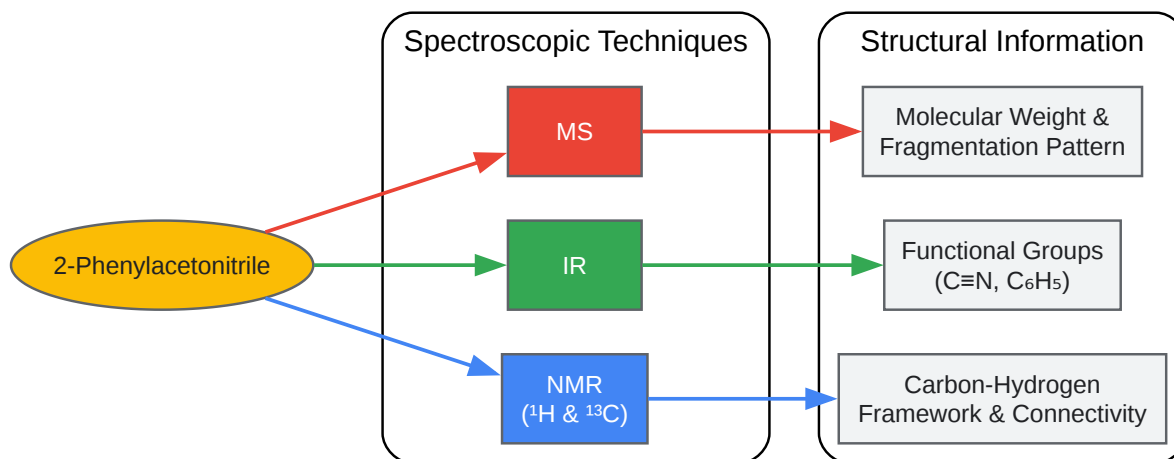 Spectroscopic Techniques
Structural Information
MS
Molecular Weight &
Fragmentation Pattern
2-Phenylacetonitrile
IR
Functional Groups
(C≡N, C₆H₅)
NMR
(¹H & ¹³C)
Carbon-Hydrogen
Framework & Connectivity